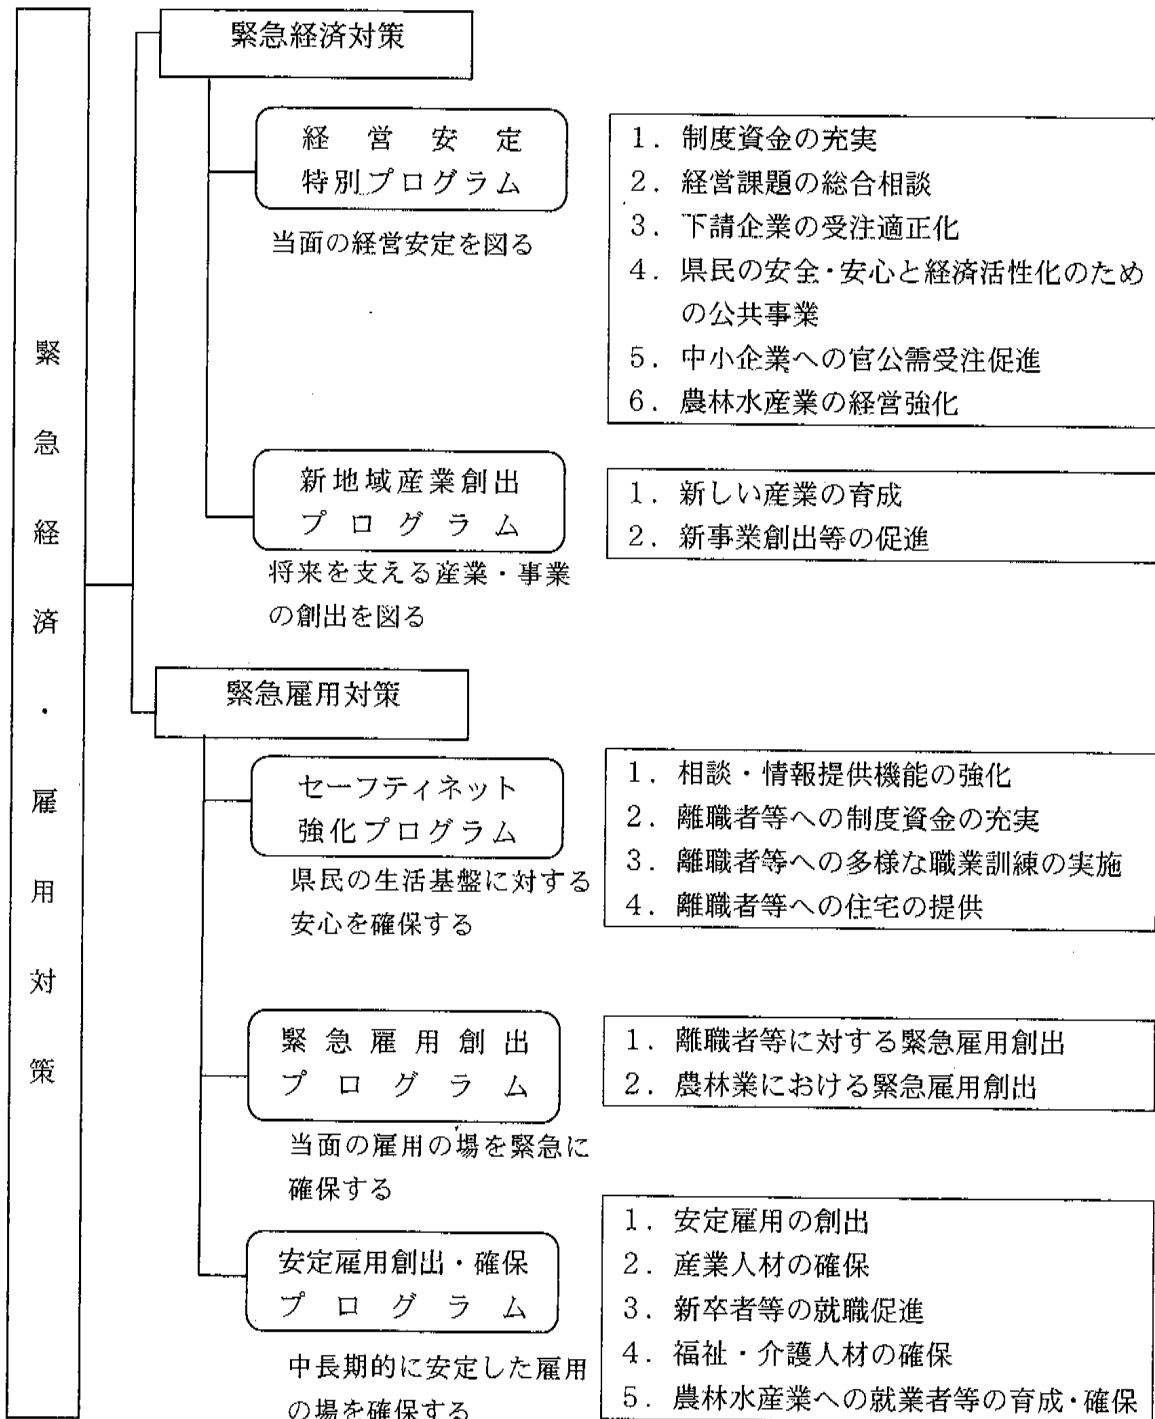 緊急経済・雇用対策
緊急経済対策
経営安定
特別プログラム
当面の経営安定を図る
1．制度資金の充実
2．経営課題の総合相談
3．下請企業の受注適正化
4．県民の安全・安心と経済活性化のため
の公共事業
5．中小企業への官公需受注促進
6．農林水産業の経営強化
新地域産業創出
プログラム
将来を支える産業・事業
の創出を図る
1．新しい産業の育成
2．新事業創出等の促進
緊急雇用対策
セーフティネット
強化プログラム
県民の生活基盤に対する
安心を確保する
1．相談・情報提供機能の強化
2．離職者等への制度資金の充実
3．離職者等への多様な職業訓練の実施
4．離職者等への住宅の提供
緊急雇用創出
プログラム
当面の雇用の場を緊急に
確保する
1．離職者等に対する緊急雇用創出
2．農林業における緊急雇用創出
安定雇用創出・確保
プログラム
中長期的に安定した雇用
の場を確保する
1．安定雇用の創出
2．産業人材の確保
3．新卒者等の就職促進
4．福祉・介護人材の確保
5．農林水産業への就業者等の育成・確保